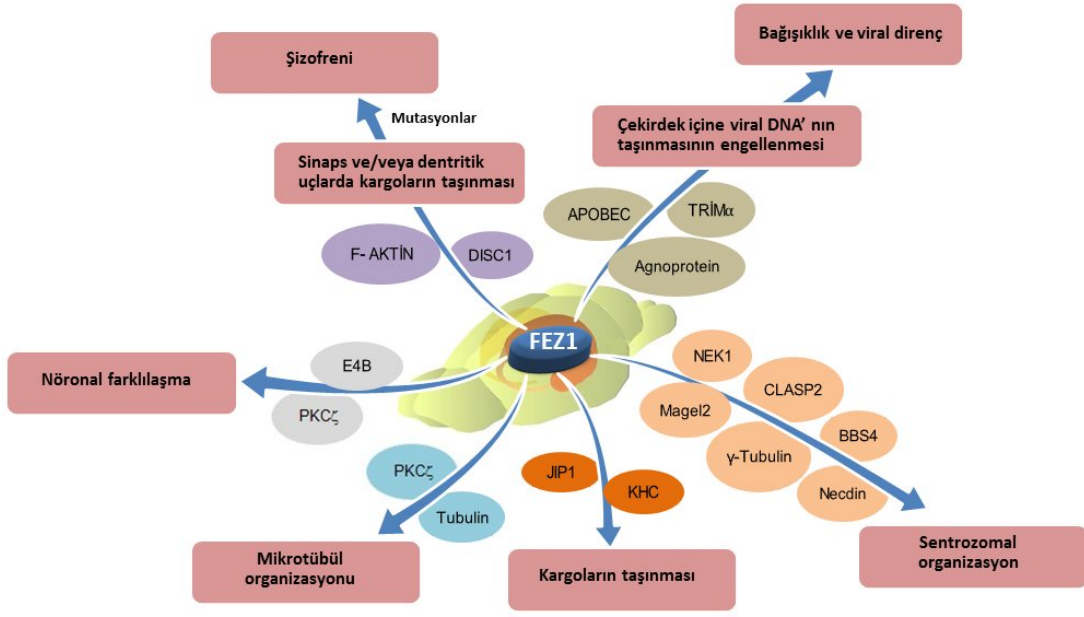 Şizofreni
Bağışıklık ve viral direnç
Mutasyonlar
Çekirdek içine viral DNA’ nın
taşınmasının engellenmesi
Sinaps ve/veya dentritik
uçlarda kargoların taşınması
APOBEC
TRİMα
F- AKTİN
DISC1
Agnoprotein
FEZ1
Nöronal farklılaşma
E4B
PKCζ
NEK1
CLASP2
Magel2
BBS4
γ-Tubulin
Necdin
PKCζ
Tubulin
JIP1
KHC
Mikrotübül
organizasyonu
Kargoların taşınması
Sentrozomal
organizasyon